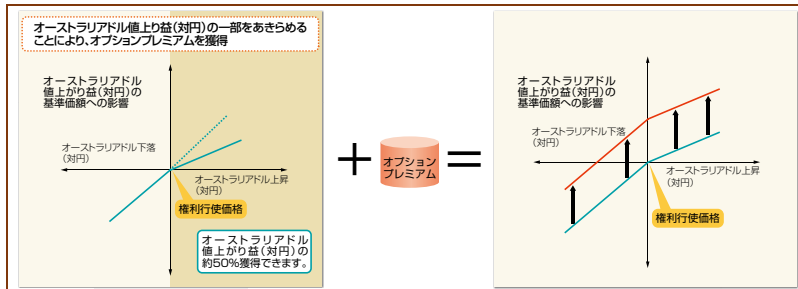 オーストラリアドル値上り益（対円）の一部をあきらめる
ことにより、オプションプレミアムを獲得
オーストラリアドル
値上がり益（対円）の
基準価額への影響
オーストラリアドル下落
（対円）
オーストラリアドル上昇
（対円）
権利行使価格
オーストラリアドル
値上がり益（対円）の
約50%獲得できます。
＋
オプション
プレミアム
＝
オーストラリアドル
値上がり益（対円）の
基準価額への影響
オーストラリアドル下落
（対円）
オーストラリアドル上昇
（対円）
権利行使価格